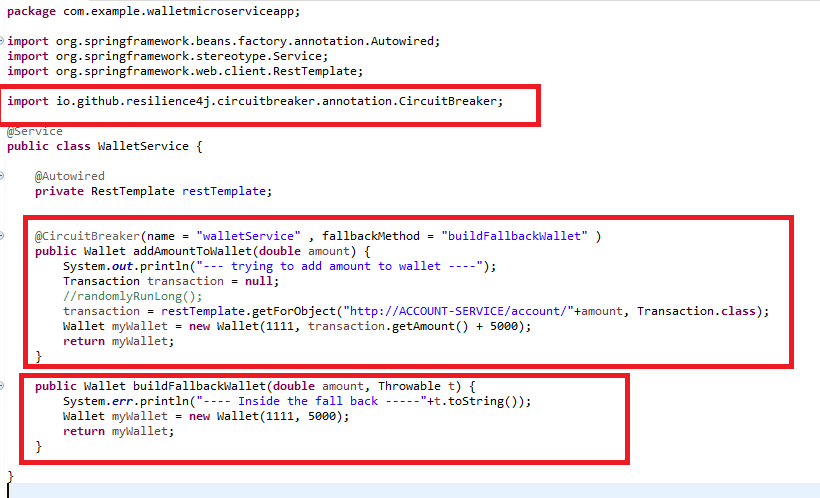 package com.example.walletmicroserviceapp;
import org.springframework.beans.factory.annotation.Autowired;
import org.springframework.stereotype.Service;
import org.springframework.web.client.RestTemplate;
import io.github.resilience4j.circuitbreaker.annotation.CircuitBreaker;
@Service
public class WalletService {
@Autowired
private RestTemplate restTemplate;
@CircuitBreaker(name = "walletService" , fallbackMethod = "buildFallbackWallet" )
public Wallet addAmountToWallet(double amount) {
System.out.println("--- trying to add amount to wallet ----");
Transaction transaction = null;
//randomlyRunLong();
transaction = restTemplate.getForObject("http://ACCOUNT-SERVICE/account/"+amount, Transaction.class);
Wallet myWallet = new Wallet(1111, transaction.getAmount() + 5000);
return myWallet;
}
public Wallet buildFallbackWallet(double amount, Throwable t) {
System.err.println("---- Inside the fall back -----"+t.toString());
Wallet myWallet = new Wallet(1111, 5000);
return myWallet;
}
}